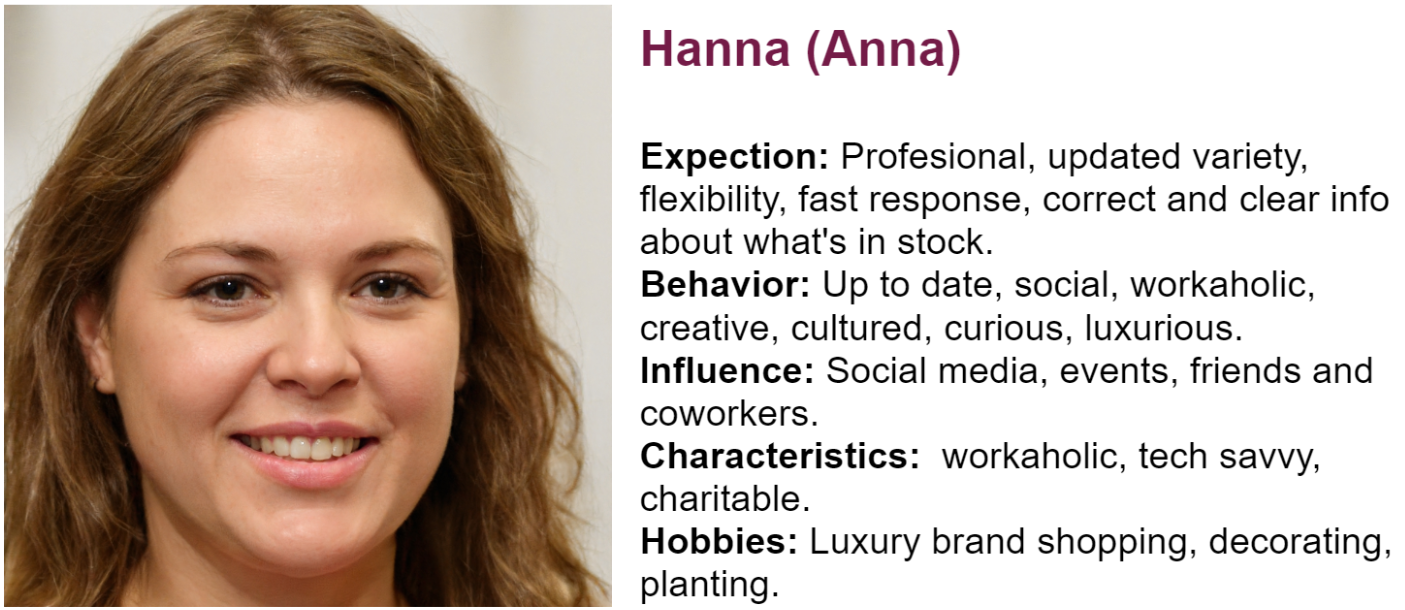 Hanna (Anna)
Expection: Profesional, updated variety,
flexibility, fast response, correct and clear info
about what's in stock.
Behavior: Up to date, social, workaholic,
creative, cultured, curious, luxurious.
Influence: Social media, events, friends and
coworkers.
Characteristics:  workaholic, tech savvy,
charitable.
Hobbies: Luxury brand shopping, decorating,
planting.